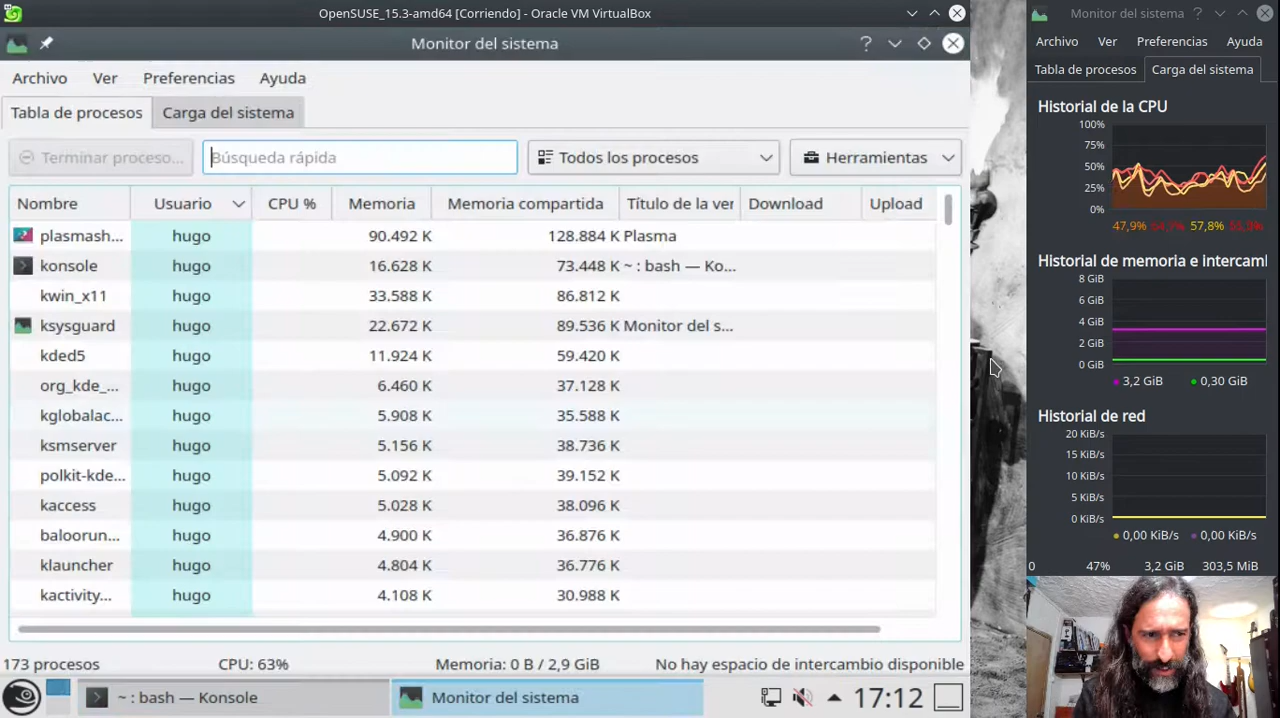 OpenSUSE_15.3-amd64 [Corriendo] - Oracle VM VirtualBox
Monitor del sistema
Archivo Ver Preferencias Ayuda
Tabla de procesos Carga del sistema
Terminar proceso... Búsqueda rápida Todos los procesos Herramientas
Nombre Usuario CPU % Memoria Memoria compartida Título de la ver Download Upload
plasmash... hugo 90.492 K 128.884 K Plasma
konsole hugo 16.628 K 73.448 K ~ : bash — Ko...
kwin_x11 hugo 33.588 K 86.812 K
ksysguard hugo 22.672 K 89.536 K Monitor del s...
kded5 hugo 11.924 K 59.420 K
org_kde_... hugo 6.460 K 37.128 K
kglobalac... hugo 5.908 K 35.588 K
ksmserver hugo 5.156 K 38.736 K
polkit-kde... hugo 5.092 K 39.152 K
kaccess hugo 5.028 K 38.096 K
baloorun... hugo 4.900 K 36.876 K
klauncher hugo 4.804 K 36.776 K
kactivity... hugo 4.108 K 30.988 K
173 procesos CPU: 63% Memoria: 0 B / 2,9 GiB No hay espacio de intercambio disponible
~ : bash — Konsole Monitor del sistema 17:12
Monitor del sistema
Archivo Ver Preferencias Ayuda
Tabla de procesos Carga del sistema
Historial de la CPU
100%
75%
50%
25%
0%
47,9% 57,8%
Historial de memoria e intercaml
8 GiB
6 GiB
4 GiB
2 GiB
0 GiB
3,2 GiB 0,30 GiB
Historial de red
20 KiB/s
15 KiB/s
10 KiB/s
5 KiB/s
0 KiB/s
0,00 KiB/s 0,00 KiB/s
0 47% 3,2 GiB 303,5 MiB